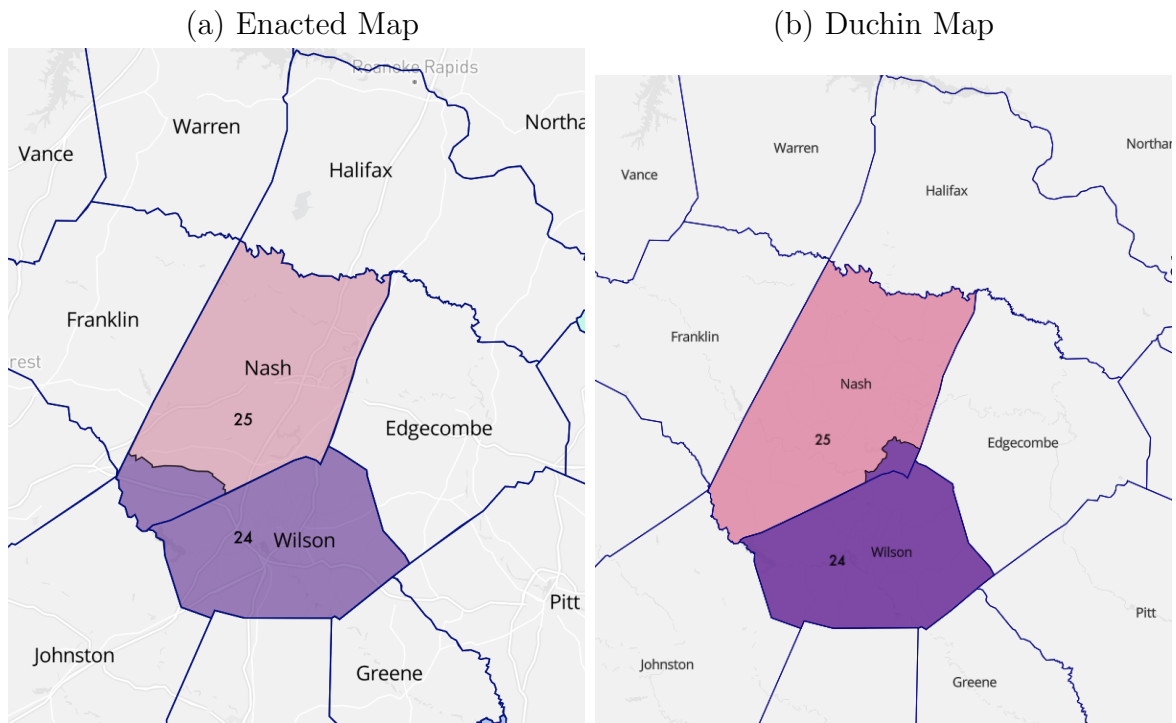 (a) Enacted Map
Roanoke Rapids
Warren
Northa
Vance
Halifax
Franklin
rest
Nash
25
Edgecombe
24
Wilson
Pitt
Johnston
Greene
(b) Duchin Map
Warren
Northar
Vance
Halifax
Franklin
Nash
25
Edgecombe
24
Wilson
Pitt
Johnston
Greene